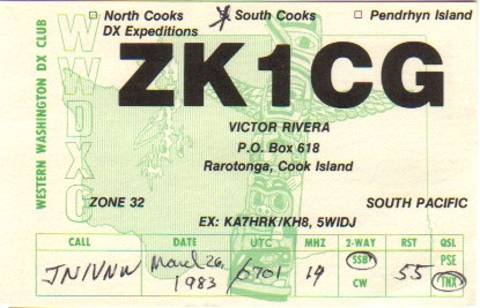 North Cooks South Cooks Pendrhyn Island
DX Expeditions
ZK1CG
WESTERN WASHINGTON DX CLUB
WWDXC
VICTOR RIVERA
P.O. Box 618
Rarotonga, Cook Island
ZONE 32 SOUTH PACIFIC
EX: KA7HRK/KH8, 5WIDJ
CALL DATE UTC MHZ 2-WAY RST QSL
SSB PSE
CW TNX
JN1VNW March 26, 0701 14 55
1983